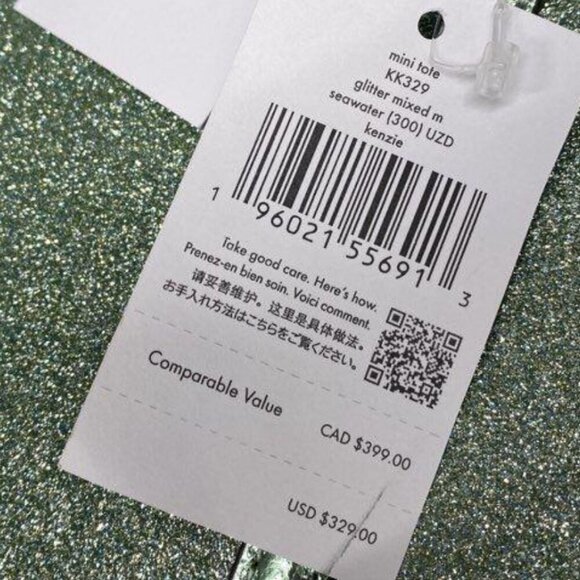 mini tote
KK329
glitter mixed m
seawater (300) UZD
kenzie
1 96021 55691 3
Take good care. Here's how.
Prenez-en bien soin. Voici comment.
请妥善维护。这里是具体做法。
お手入れ方法はこちらをご覧ください。
Comparable Value
CAD $399.00
USD $329.00